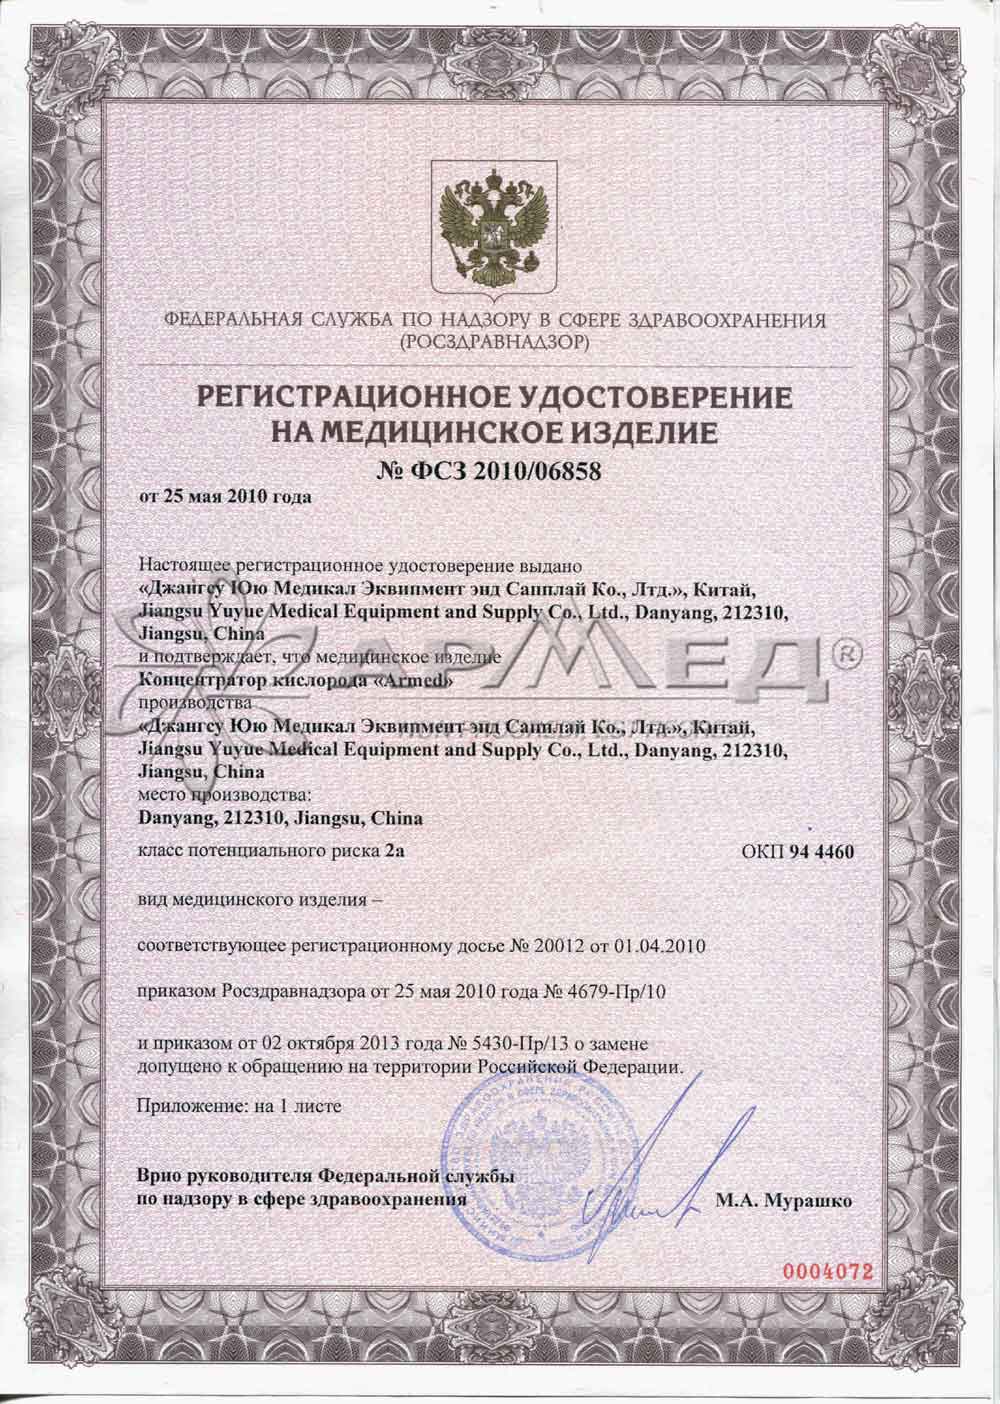 ФЕДЕРАЛЬНАЯ СЛУЖБА ПО НАДЗОРУ В СФЕРЕ ЗДРАВООХРАНЕНИЯ
(РОСЗДРАВНАДЗОР)
РЕГИСТРАЦИОННОЕ УДОСТОВЕРЕНИЕ
НА МЕДИЦИНСКОЕ ИЗДЕЛИЕ
№ ФСЗ 2010/06858
от 25 мая 2010 года
Настоящее регистрационное удостоверение выдано
«Джангсу Юю Медикал Эквипмент энд Сапплай Ко., Лтд.», Китай,
Jiangsu Yuyue Medical Equipment and Supply Co., Ltd., Danyang, 212310,
Jiangsu, China
и подтверждает, что медицинское изделие
Концентратор кислорода «Armed»
производства
«Джангсу Юю Медикал Эквипмент энд Сапплай Ко., Лтд.», Китай,
Jiangsu Yuyue Medical Equipment and Supply Co., Ltd., Danyang, 212310,
Jiangsu, China
место производства:
Danyang, 212310, Jiangsu, China
класс потенциального риска 2а ОКП 94 4460
вид медицинского изделия –
соответствующее регистрационному досье № 20012 от 01.04.2010
приказом Росздравнадзора от 25 мая 2010 года № 4679-Пр/10
и приказом от 02 октября 2013 года № 5430-Пр/13 о замене
допущено к обращению на территории Российской Федерации.
Приложение: на 1 листе
Врио руководителя Федеральной службы
по надзору в сфере здравоохранения М.А. Мурашко
0004072
АРМЕД®